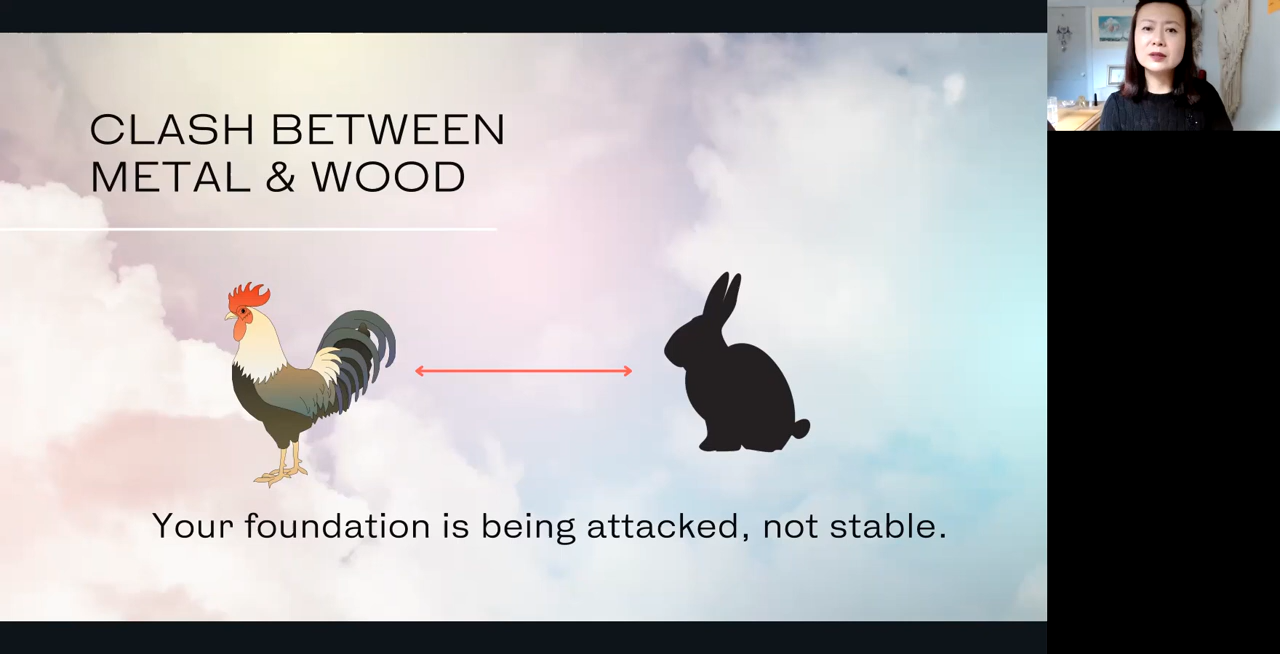 CLASH BETWEEN
METAL & WOOD
Your foundation is being attacked, not stable.